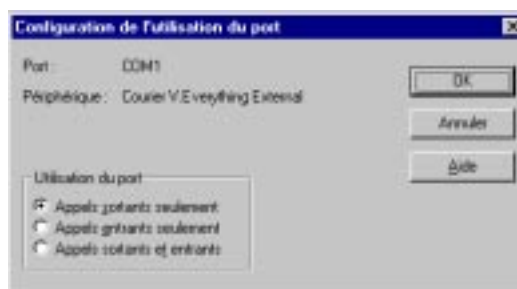 Configuration de l'utilisation du port
Port : COM1
Périphérique : Courier V.Everything External
OK
Annuler
Aide
Utilisation du port
Appels sortants seulement
Appels entrants seulement
Appels sortants et entrants